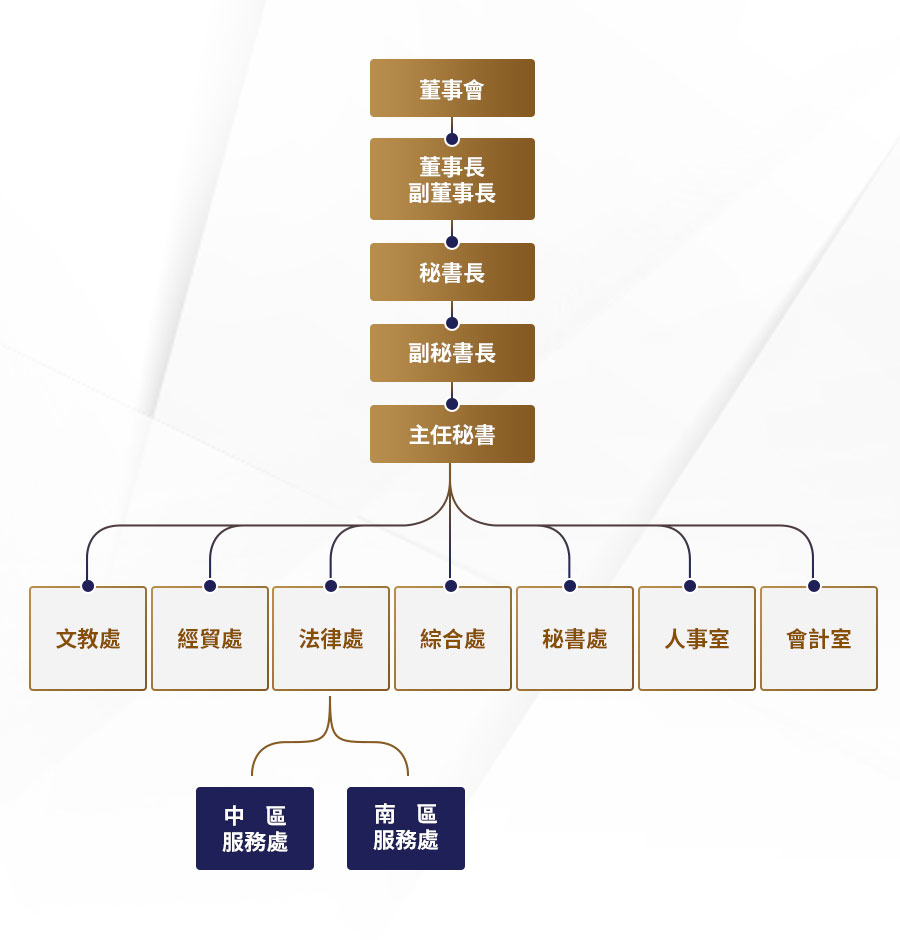 董事會
董事長
副董事長
秘書長
副秘書長
主任秘書
文教處
經貿處
法律處
綜合處
秘書處
人事室
會計室
中 區
服務處
南 區
服務處